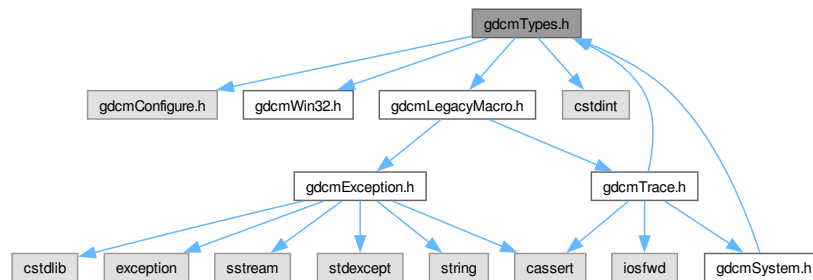 gdcmTypes.h
gdcmConfigure.h
gdcmWin32.h
gdcmLegacyMacro.h
cstdint
gdcmException.h
gdcmTrace.h
cstdlib
exception
sstream
stdexcept
string
cassert
iosfwd
gdcmSystem.h